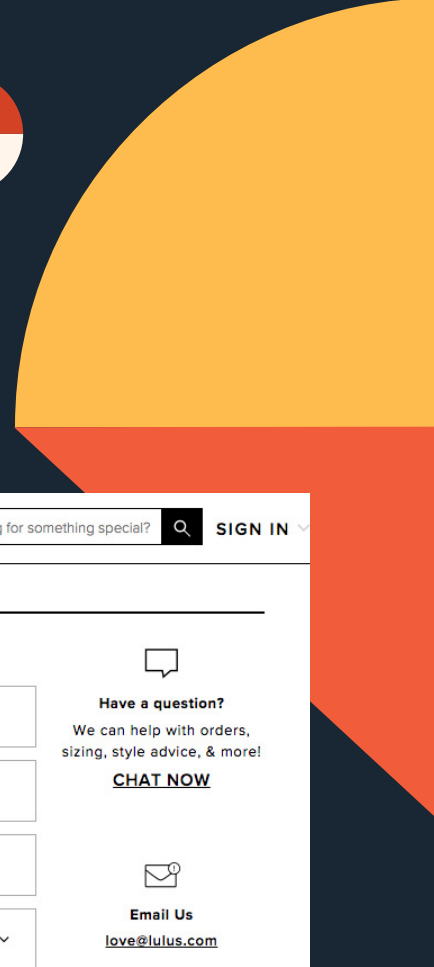 for something special?
SIGN IN
Have a question?
We can help with orders,
sizing, style advice, & more!
CHAT NOW
Email Us
love@lulus.com